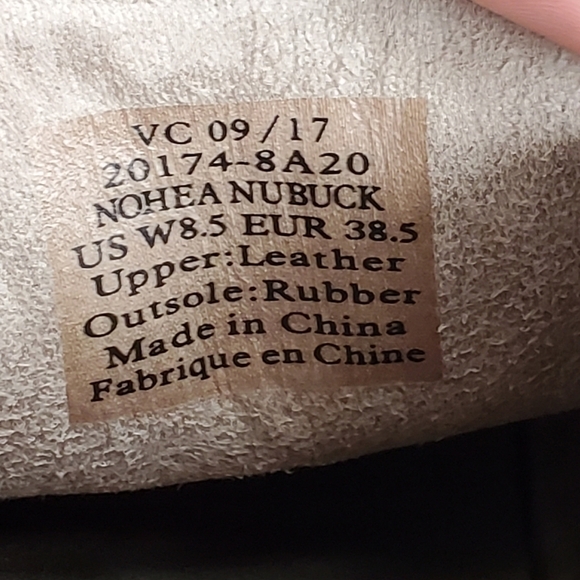 VC 09/17
20174-8A20
NOHEA NUBUCK
US W8.5 EUR 38.5
Upper:Leather
Outsole:Rubber
Made in China
Fabrique en Chine